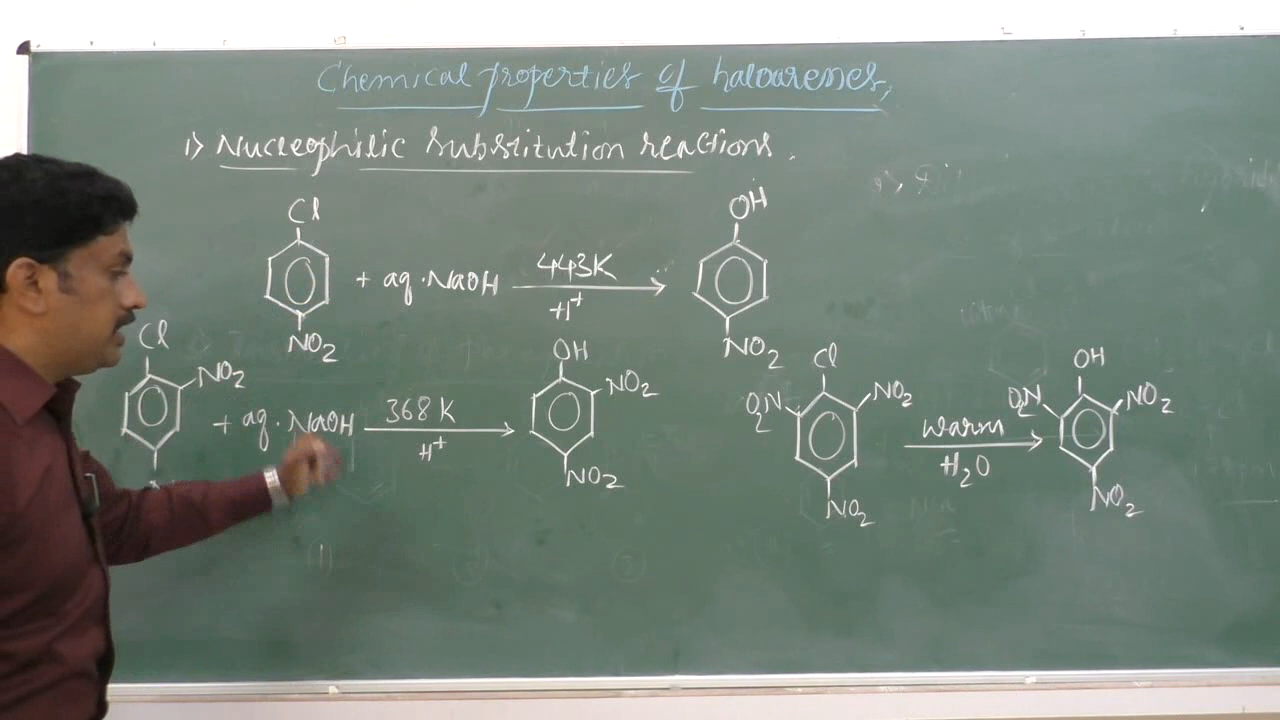 Chemical properties of haloarenes,
1) Nucleophilic substitution reactions.
Cl
NO2
+ aq. NaOH
443K
H+
OH
NO2
Cl
NO2
+ aq. NaOH
368K
H+
OH
NO2
NO2
Cl
O2N
NO2
NO2
warm
H2O
OH
O2N
NO2
NO2